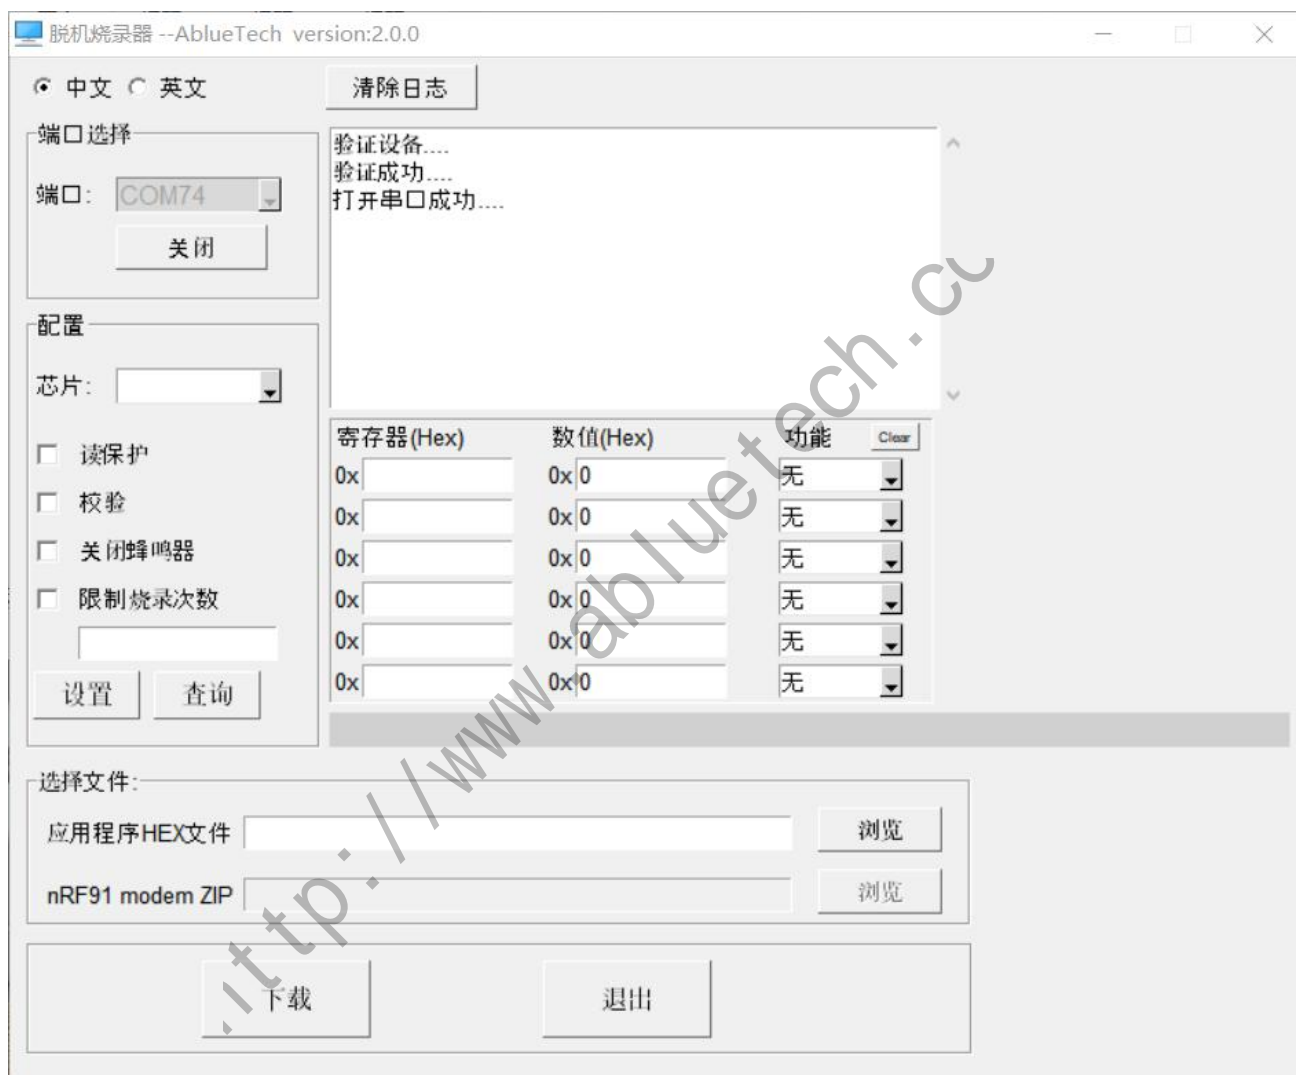 脱机烧录器 --AblueTech version:2.0.0
中文 英文 清除日志
端口选择
端口: COM74
关闭
验证设备....
验证成功....
打开串口成功....
配置
芯片:
读保护
校验
关闭蜂鸣器
限制烧录次数
设置 查询
寄存器(Hex) 数值(Hex) 功能 Clear
0x 0x 0 无
0x 0x 0 无
0x 0x 0 无
0x 0x 0 无
0x 0x 0 无
0x 0x 0 无
选择文件:
应用程序HEX文件 浏览
nRF91 modem ZIP 浏览
下载 退出
http://www.abluetech.co